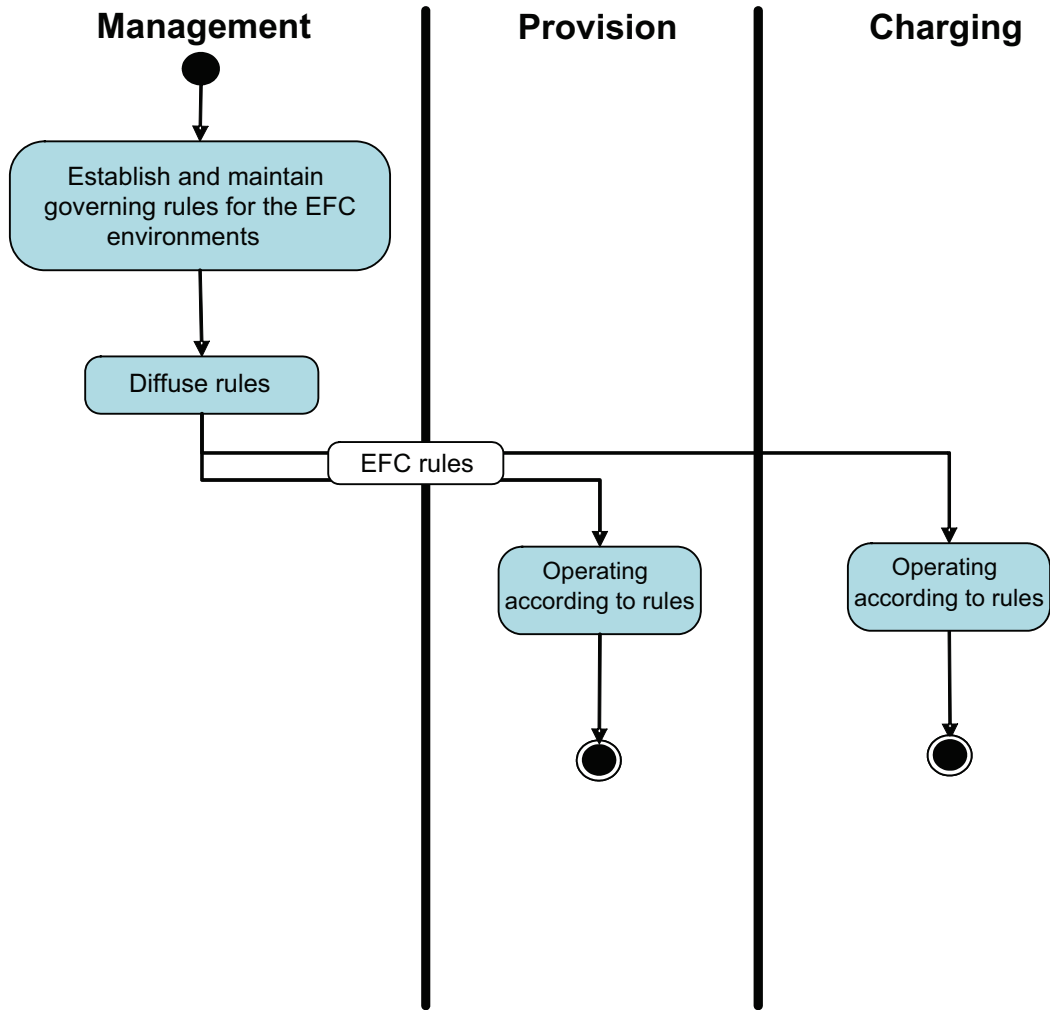 Management
Provision
Charging
Establish and maintain
governing rules for the EFC
environments
Diffuse rules
EFC rules
Operating
according to rules
Operating
according to rules